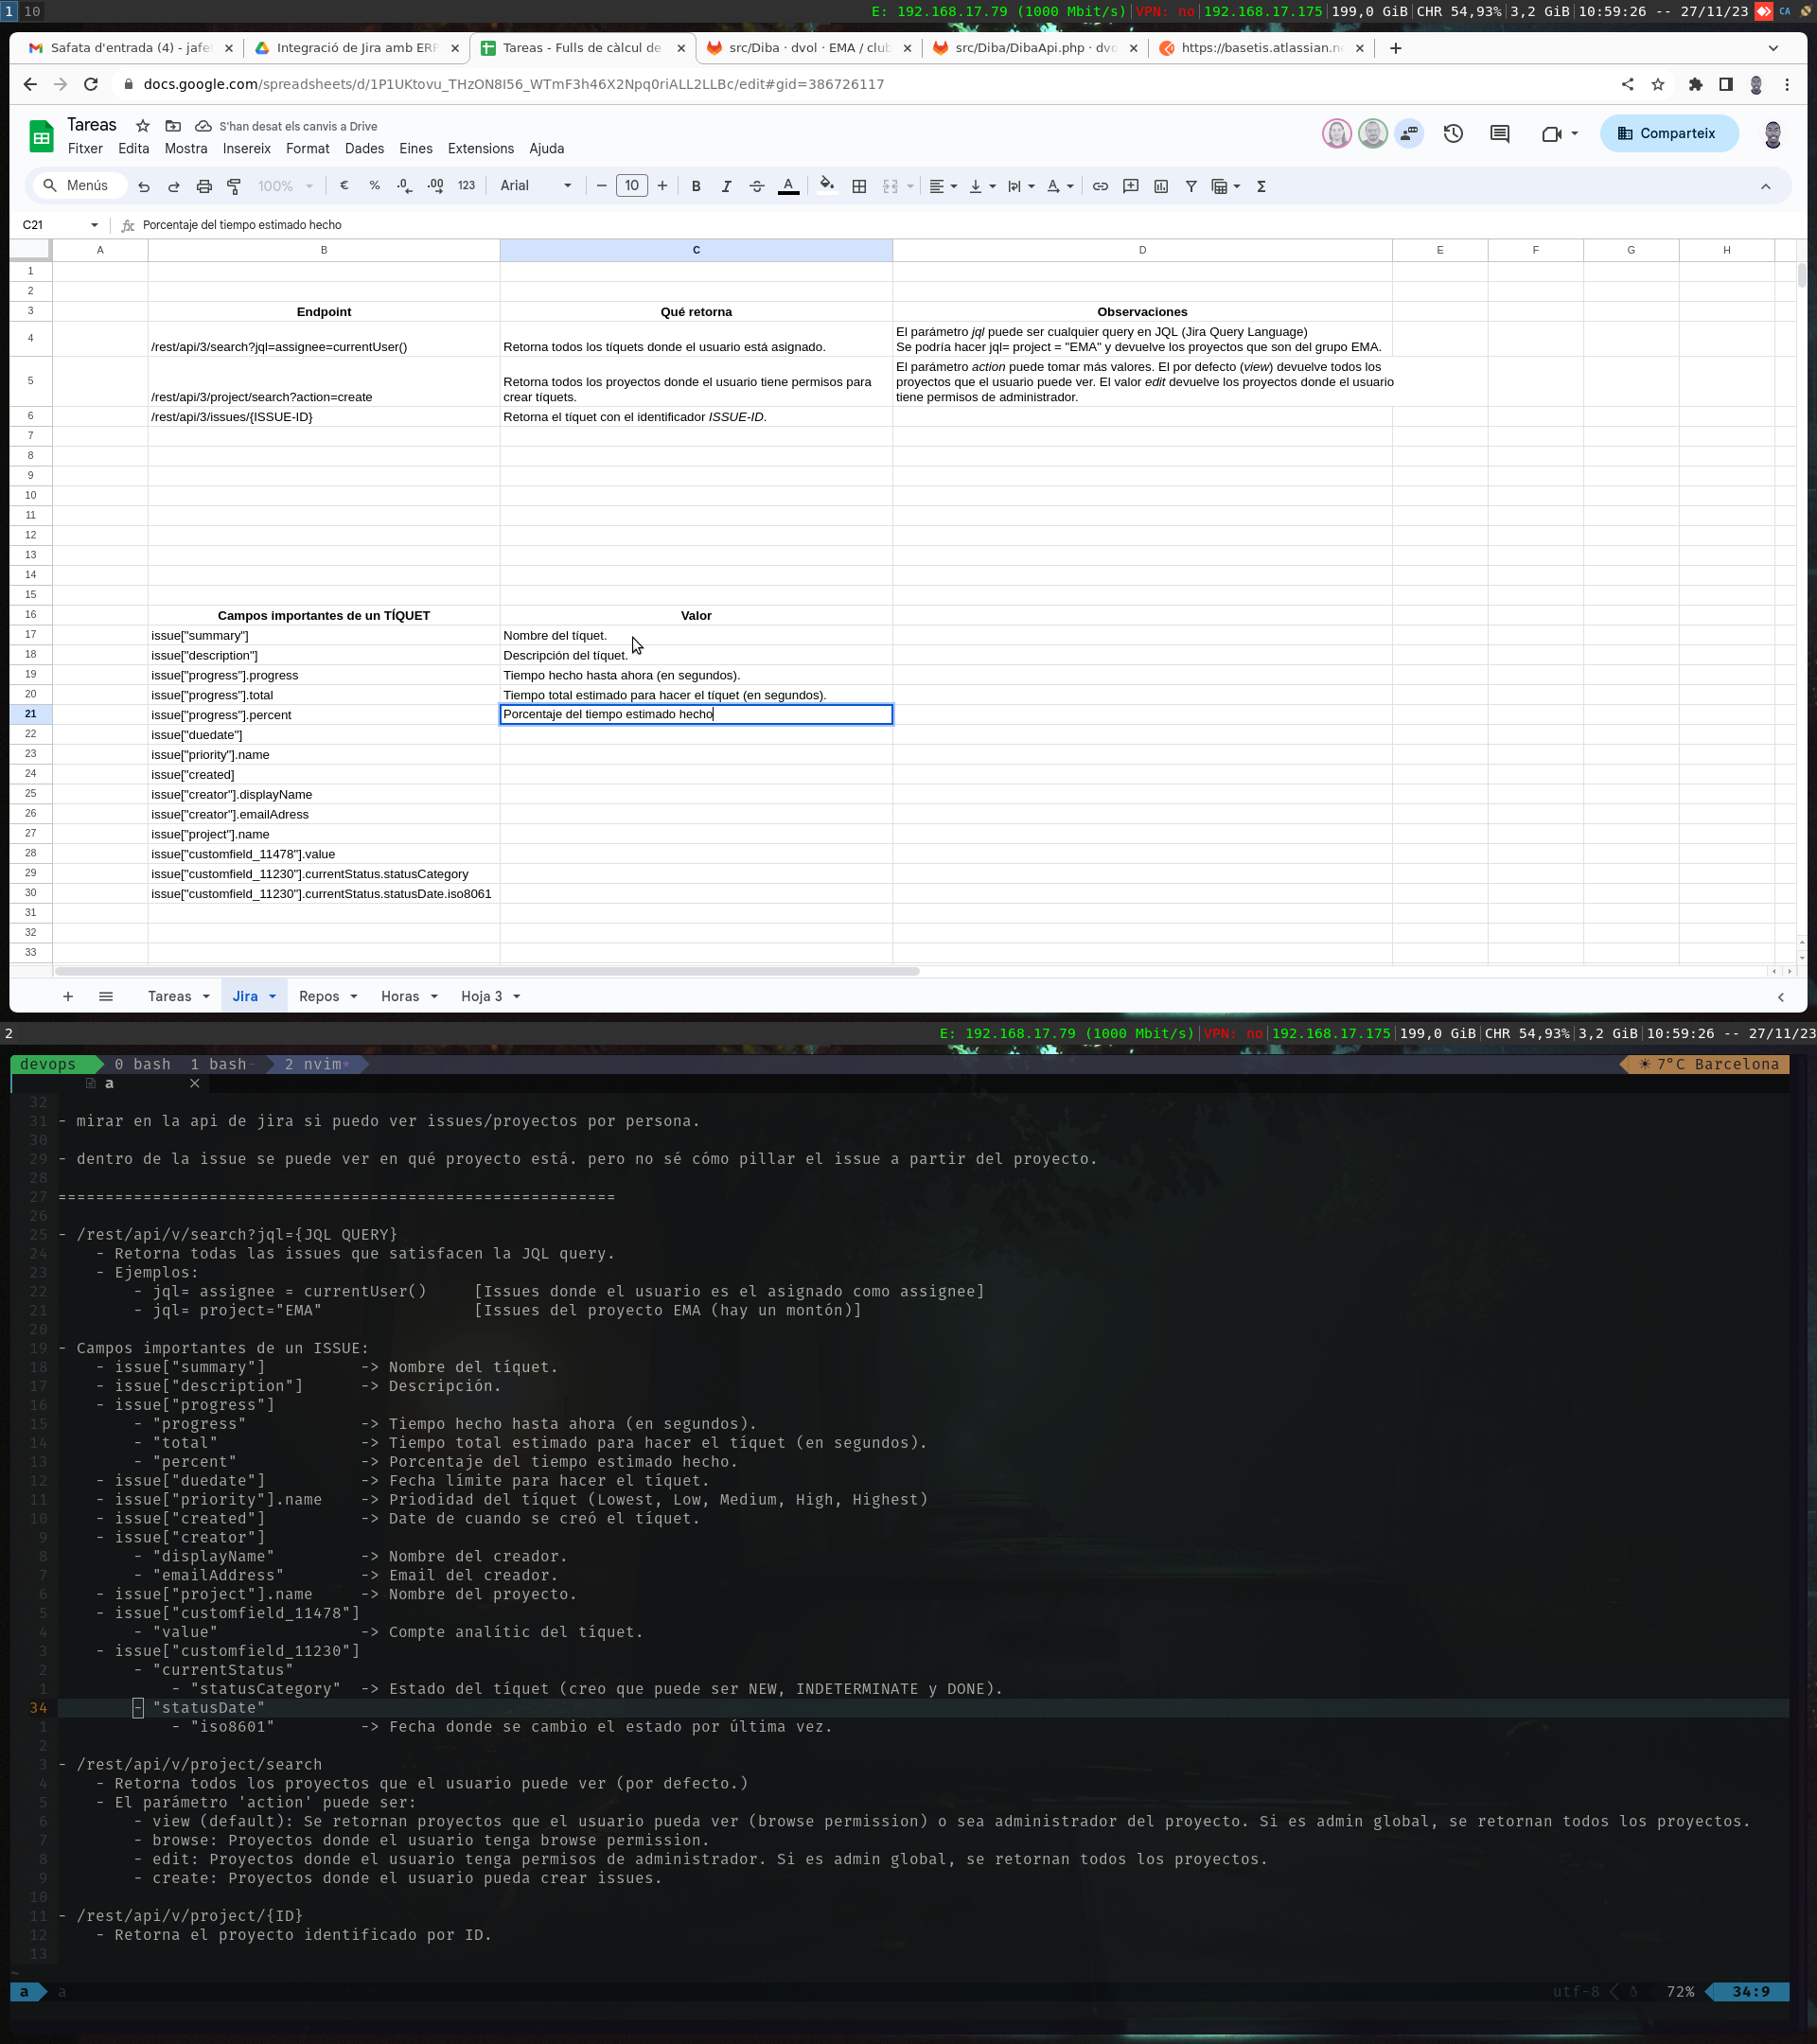 1 10
E: 192.168.17.79 (1000 Mbit/s)|VPN: no|192.168.17.175|199,0 GiB|CHR 54,93%|3,2 GiB|10:59:26 -- 27/11/23 CA
Safata d'entrada (4) - jafe
Integració de Jira amb ERP
Tareas - Fulls de càlcul de
src/Diba · dvol · EMA / club
src/Diba/DibaApi.php · dvo
https://basetis.atlassian.n
docs.google.com/spreadsheets/d/1P1UKtovu_THzON8I56_WTmF3h46X2Npq0riALL2LLBc/edit#gid=386726117
Tareas
S'han desat els canvis a Drive
Fitxer Edita Mostra Insereix Format Dades Eines Extensions Ajuda
Comparteix
Menús 100% € % .0 .00 123 Arial 10 B I A
C21 fx Porcentaje del tiempo estimado hecho
A B C D E F G H
1
2
3 Endpoint Qué retorna Observaciones
4 /rest/api/3/search?jql=assignee=currentUser() Retorna todos los tíquets donde el usuario está asignado. El parámetro jql puede ser cualquier query en JQL (Jira Query Language)
Se podría hacer jql= project = "EMA" y devuelve los proyectos que son del grupo EMA.
5 /rest/api/3/project/search?action=create Retorna todos los proyectos donde el usuario tiene permisos para
crear tíquets.
El parámetro action puede tomar más valores. El por defecto (view) devuelve todos los
proyectos que el usuario puede ver. El valor edit devuelve los proyectos donde el usuario
tiene permisos de administrador.
6 /rest/api/3/issues/{ISSUE-ID} Retorna el tíquet con el identificador ISSUE-ID.
7
8
9
10
11
12
13
14
15
16 Campos importantes de un TÍQUET Valor
17 issue["summary"] Nombre del tíquet.
18 issue["description"] Descripción del tíquet.
19 issue["progress"].progress Tiempo hecho hasta ahora (en segundos).
20 issue["progress"].total Tiempo total estimado para hacer el tíquet (en segundos).
21 issue["progress"].percent Porcentaje del tiempo estimado hecho
22 issue["duedate"]
23 issue["priority"].name
24 issue["created]
25 issue["creator"].displayName
26 issue["creator"].emailAdress
27 issue["project"].name
28 issue["customfield_11478"].value
29 issue["customfield_11230"].currentStatus.statusCategory
30 issue["customfield_11230"].currentStatus.statusDate.iso8061
31
32
33
Tareas Jira Repos Horas Hoja 3
2
E: 192.168.17.79 (1000 Mbit/s)|VPN: no|192.168.17.175|199,0 GiB|CHR 54,93%|3,2 GiB|10:59:26 -- 27/11/23
devops 0 bash 1 bash- 2 nvim* 7°C Barcelona
a
32
31 - mirar en la api de jira si puedo ver issues/proyectos por persona.
30
29 - dentro de la issue se puede ver en qué proyecto está. pero no sé cómo pillar el issue a partir del proyecto.
28
27 ===========================================================
26
25 - /rest/api/v/search?jql={JQL QUERY}
24 - Retorna todas las issues que satisfacen la JQL query.
23 - Ejemplos:
22 - jql= assignee = currentUser() [Issues donde el usuario es el asignado como assignee]
21 - jql= project="EMA" [Issues del proyecto EMA (hay un montón)]
20
19 - Campos importantes de un ISSUE:
18 - issue["summary"] -> Nombre del tíquet.
17 - issue["description"] -> Descripción.
16 - issue["progress"]
15 - "progress" -> Tiempo hecho hasta ahora (en segundos).
14 - "total" -> Tiempo total estimado para hacer el tíquet (en segundos).
13 - "percent" -> Porcentaje del tiempo estimado hecho.
12 - issue["duedate"] -> Fecha límite para hacer el tíquet.
11 - issue["priority"].name -> Priodidad del tíquet (Lowest, Low, Medium, High, Highest)
10 - issue["created"] -> Date de cuando se creó el tíquet.
9 - issue["creator"]
8 - "displayName" -> Nombre del creador.
7 - "emailAddress" -> Email del creador.
6 - issue["project"].name -> Nombre del proyecto.
5 - issue["customfield_11478"]
4 - "value" -> Compte analític del tíquet.
3 - issue["customfield_11230"]
2 - "currentStatus"
1 - "statusCategory" -> Estado del tíquet (creo que puede ser NEW, INDETERMINATE y DONE).
34 - "statusDate"
1 - "iso8601" -> Fecha donde se cambio el estado por última vez.
2
3 - /rest/api/v/project/search
4 - Retorna todos los proyectos que el usuario puede ver (por defecto.)
5 - El parámetro 'action' puede ser:
6 - view (default): Se retornan proyectos que el usuario pueda ver (browse permission) o sea administrador del proyecto. Si es admin global, se retornan todos los proyectos.
7 - browse: Proyectos donde el usuario tenga browse permission.
8 - edit: Proyectos donde el usuario tenga permisos de administrador. Si es admin global, se retornan todos los proyectos.
9 - create: Proyectos donde el usuario pueda crear issues.
10
11 - /rest/api/v/project/{ID}
12 - Retorna el proyecto identificado por ID.
13
~
a a utf-8 72% 34:9